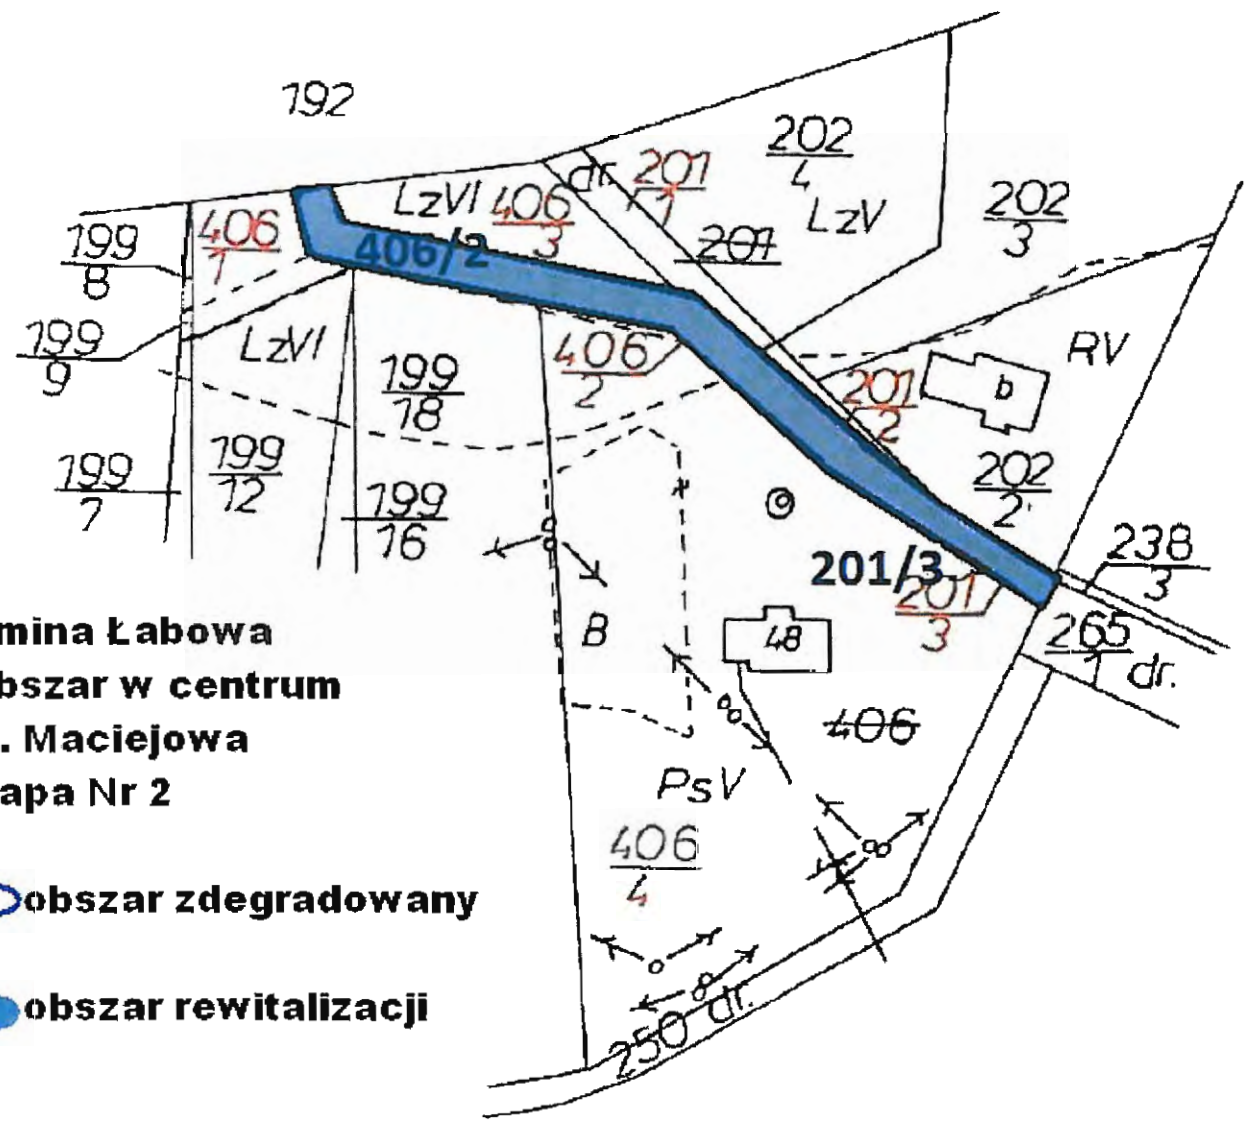 192
202
4
dr.
201
1
LzVI
406
3
LzV
202
3
406
1
199
8
406/2
201
RV
LzVI
199
9
406
2
199
18
201
2
b
199
12
199
7
199
16
202
2
238
3
201/3
201
3
265
1
dr.
B
48
406
PsV
406
4
250 dr.
mina Łabowa
bszar w centrum
. Maciejowa
apa Nr 2
obszar zdegradowany
obszar rewitalizacji